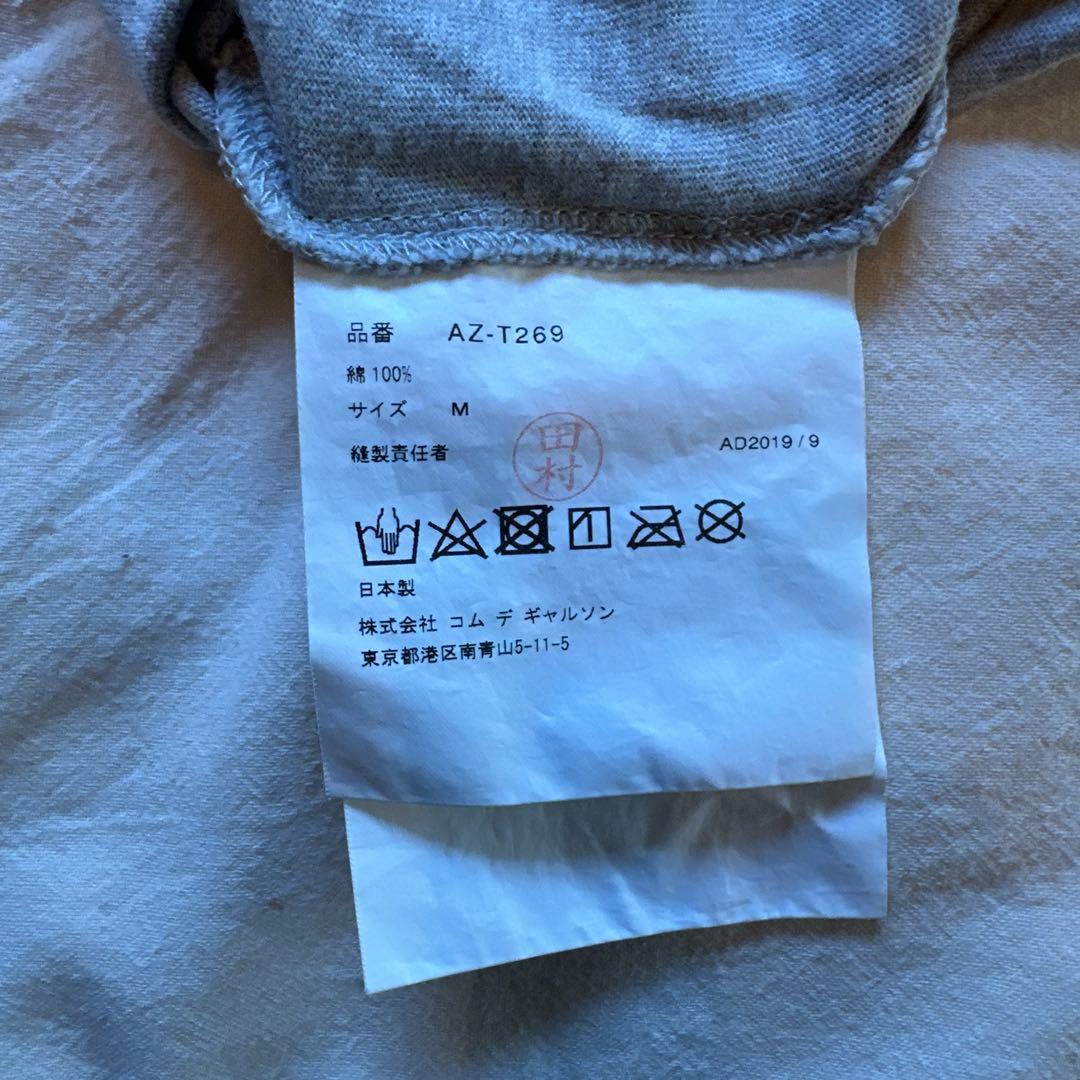 品番 AZ-T269
綿 100%
サイズ M
縫製責任者 田村 AD2019/9
日本製
株式会社 コム デ ギャルソン
東京都港区南青山5-11-5